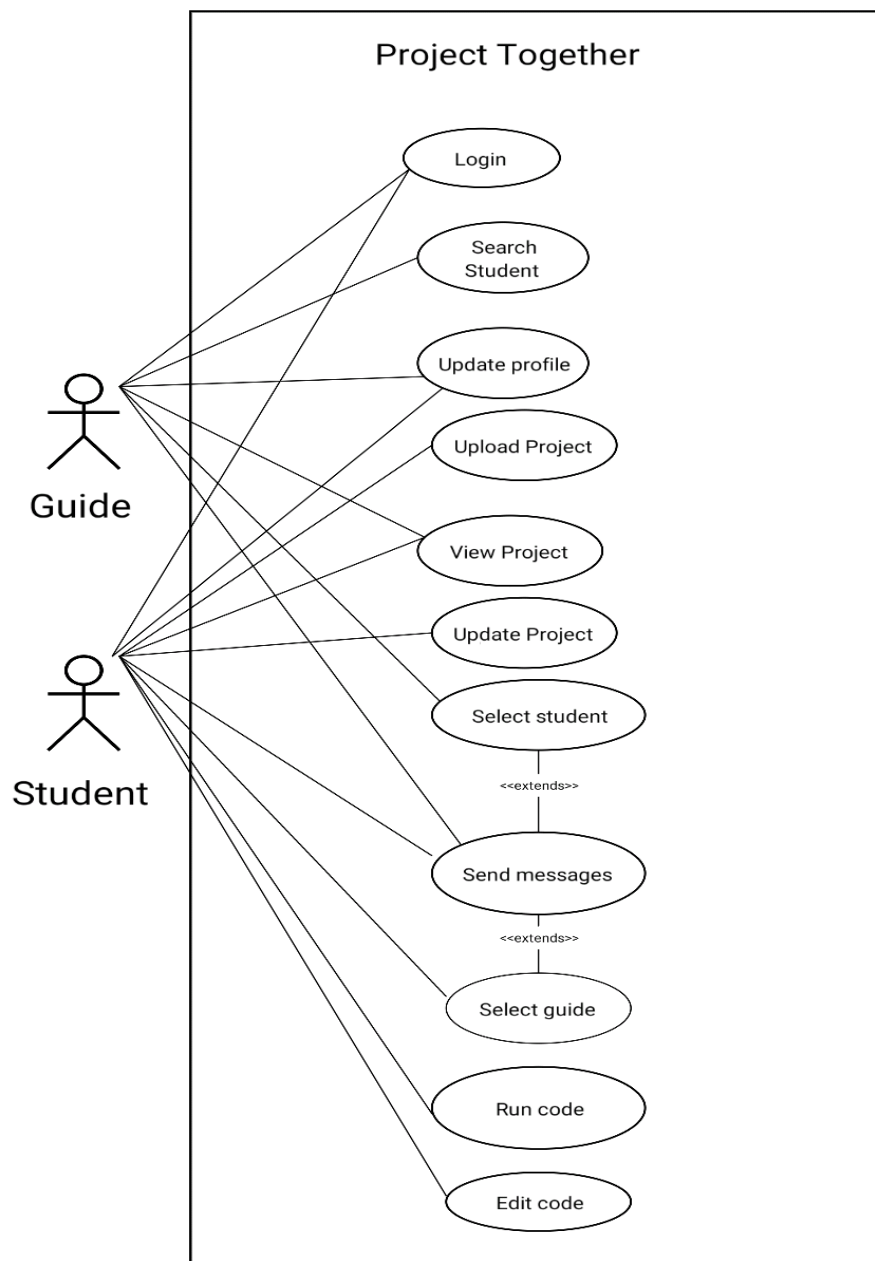 Project Together
Login
Search
Student
Update profile
Upload Project
Guide
View Project
Update Project
Select student
Student
<<extends>>
Send messages
<<extends>>
Select guide
Run code
Edit code